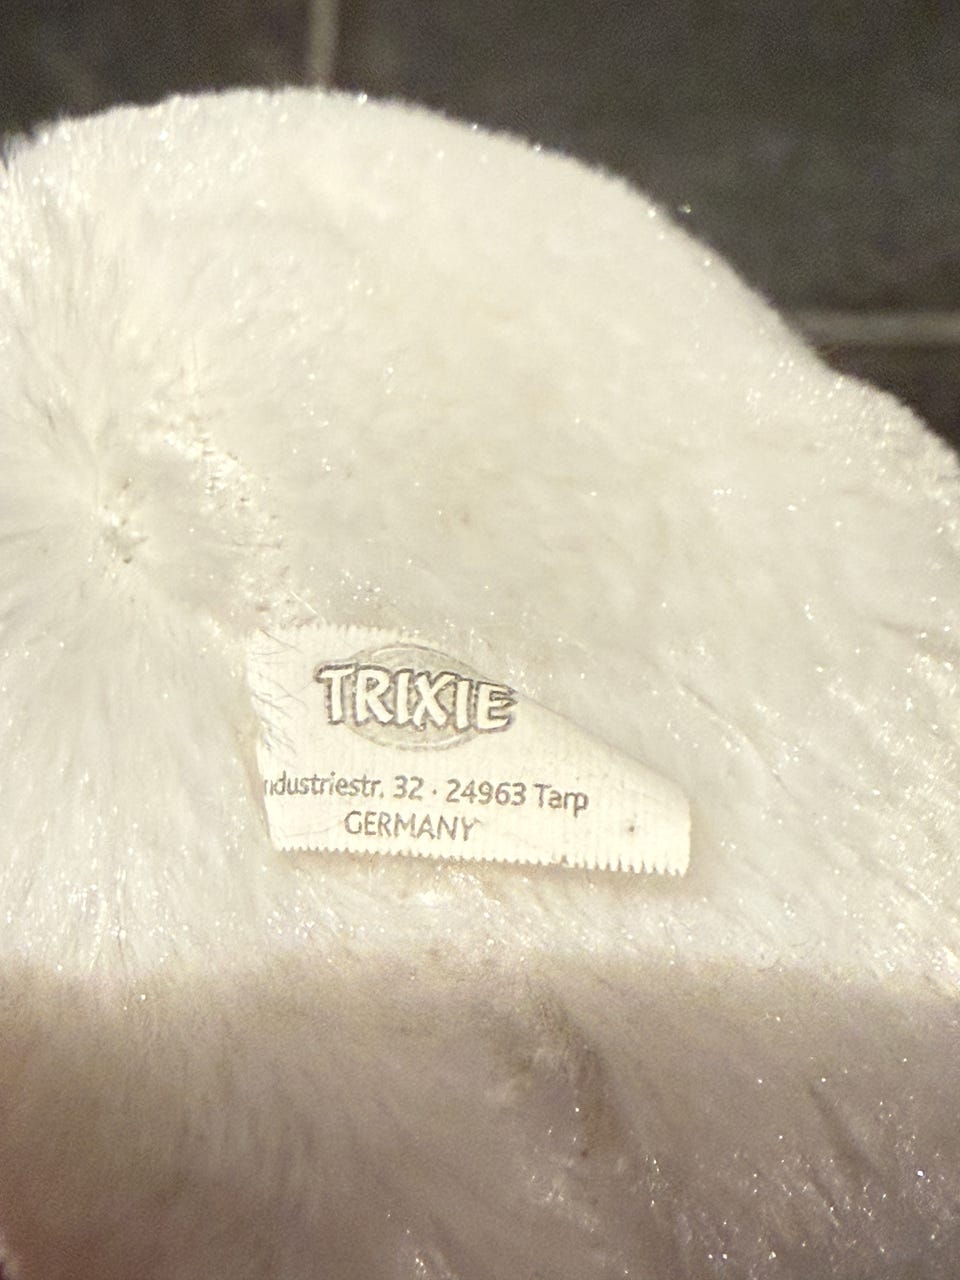 TRIXIE
ndustriestr. 32 · 24963 Tarp
GERMANY